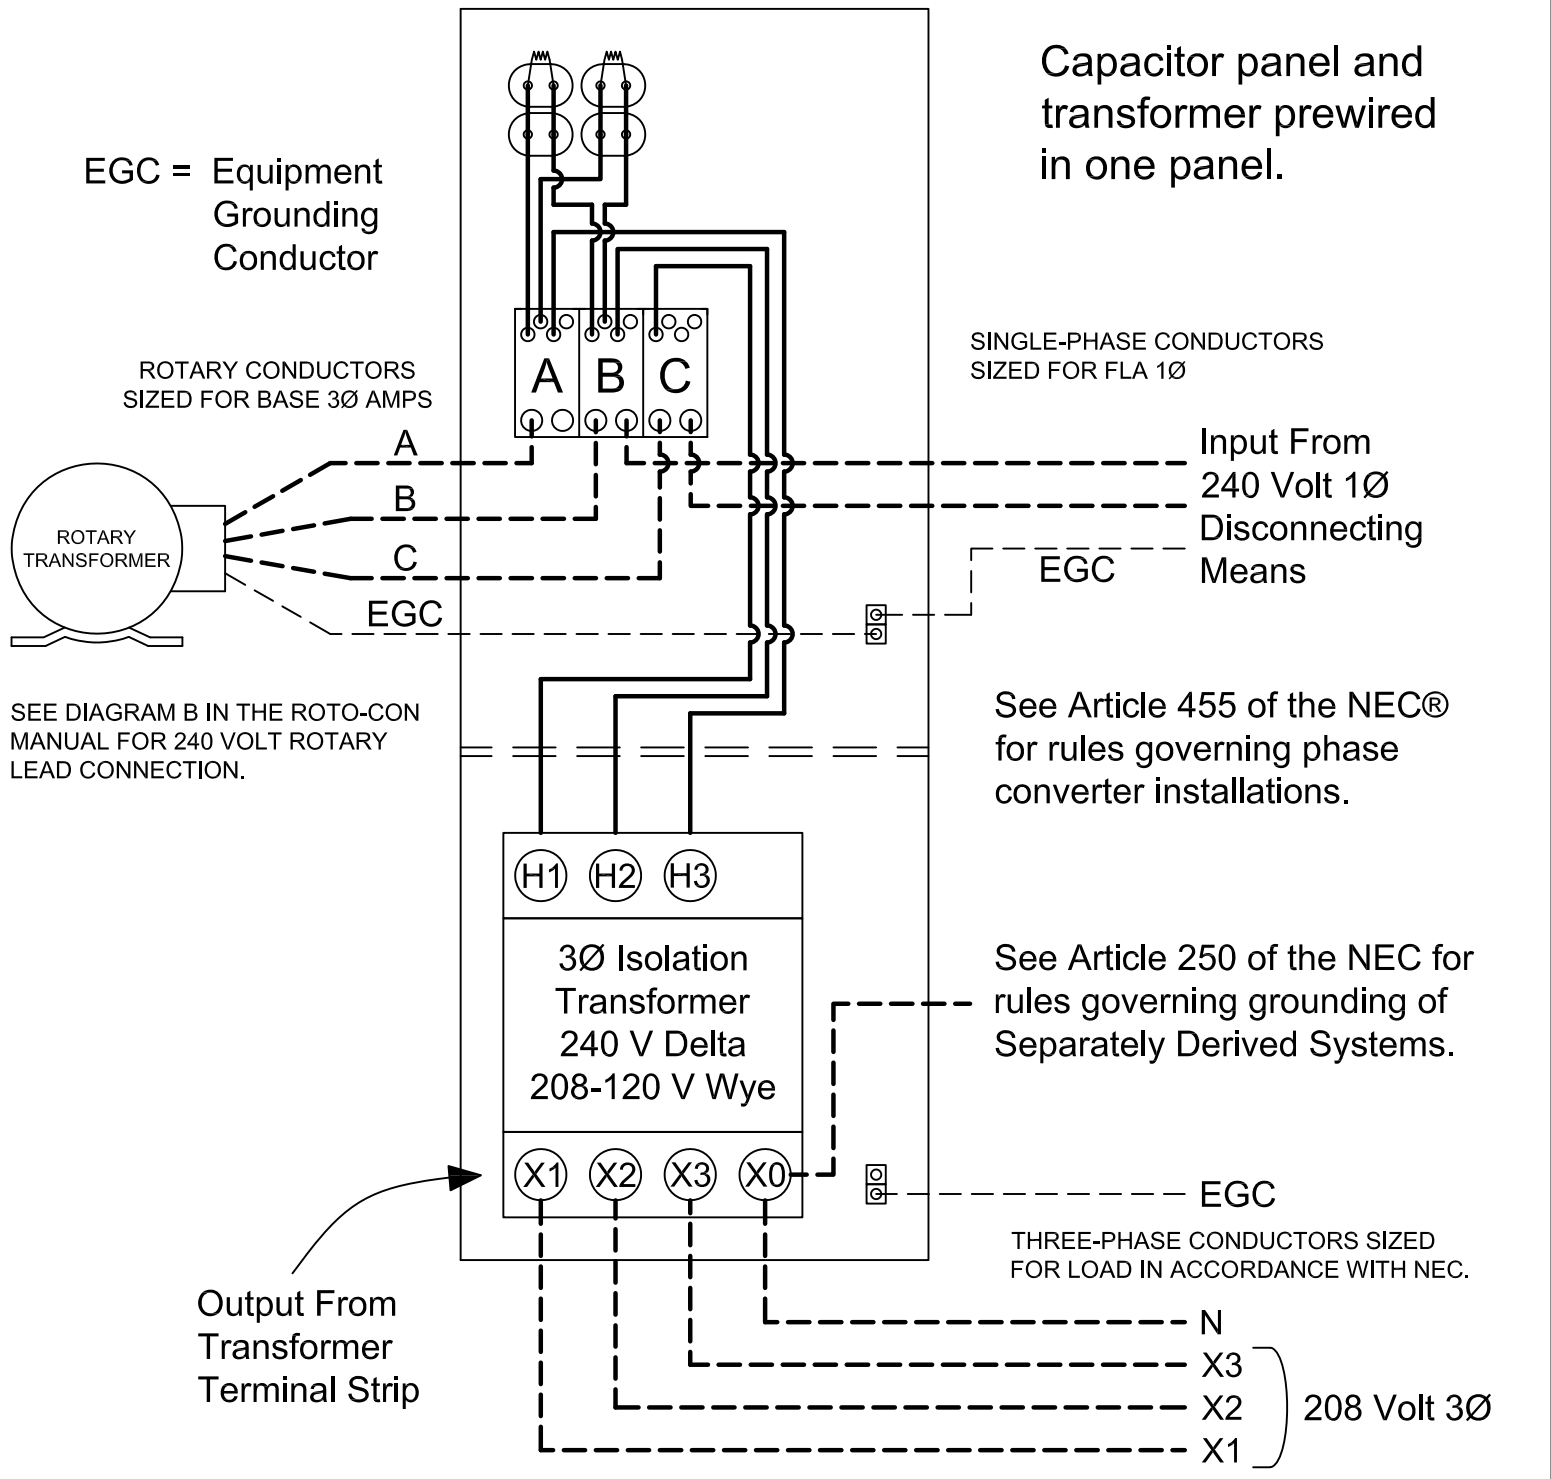 Capacitor panel and
transformer prewired
in one panel.
EGC = Equipment
Grounding
Conductor
ROTARY CONDUCTORS
SIZED FOR BASE 3Ø AMPS
A B C
SINGLE-PHASE CONDUCTORS
SIZED FOR FLA 1Ø
A
B
C
EGC
ROTARY
TRANSFORMER
Input From
240 Volt 1Ø
Disconnecting
Means
EGC
SEE DIAGRAM B IN THE ROTO-CON
MANUAL FOR 240 VOLT ROTARY
LEAD CONNECTION.
See Article 455 of the NEC®
for rules governing phase
converter installations.
H1 H2 H3
3Ø Isolation
Transformer
240 V Delta
208-120 V Wye
See Article 250 of the NEC for
rules governing grounding of
Separately Derived Systems.
X1 X2 X3 X0
EGC
THREE-PHASE CONDUCTORS SIZED
FOR LOAD IN ACCORDANCE WITH NEC.
Output From
Transformer
Terminal Strip
N
X3
X2
X1
208 Volt 3Ø